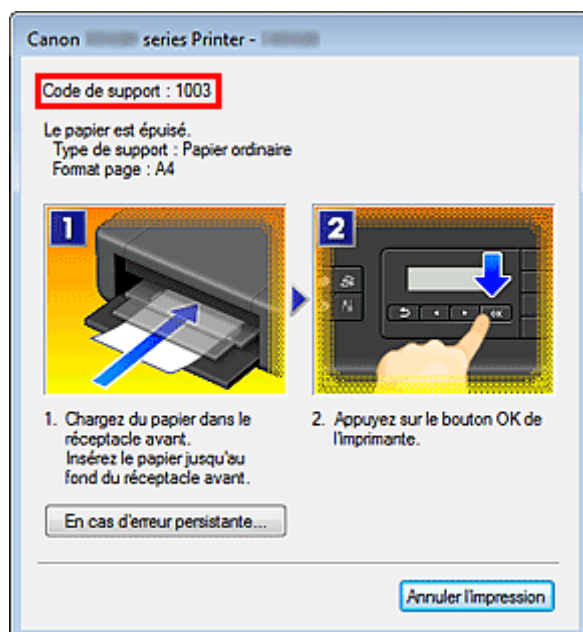 Canon series Printer -
Code de support : 1003
Le papier est épuisé.
Type de support : Papier ordinaire
Format page : A4
1
2
OK
1. Chargez du papier dans le
réceptacle avant.
Insérez le papier jusqu'au
fond du réceptacle avant.
2. Appuyez sur le bouton OK de
l'imprimante.
En cas d'erreur persistante...
Annuler l'impression